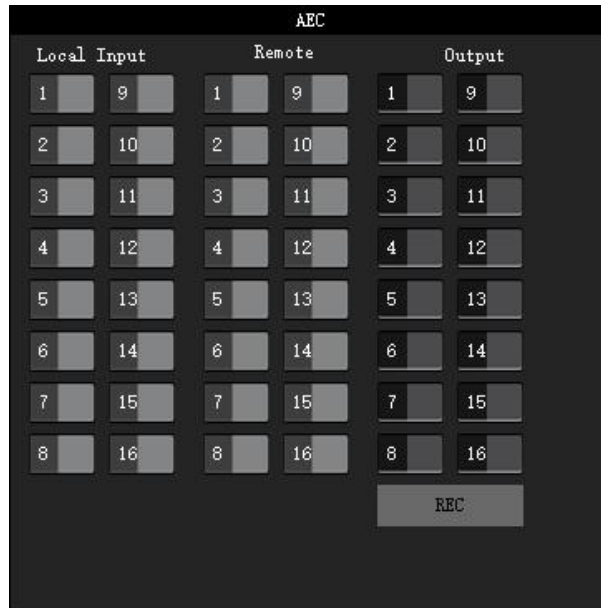 AEC
Local Input Remote Output
1 9 1 9 1 9
2 10 2 10 2 10
3 11 3 11 3 11
4 12 4 12 4 12
5 13 5 13 5 13
6 14 6 14 6 14
7 15 7 15 7 15
8 16 8 16 8 16
REC